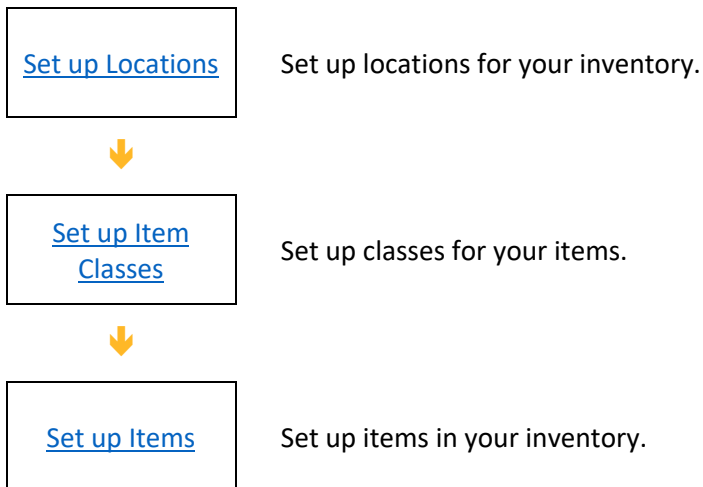 Set up Locations
Set up locations for your inventory.
Set up Item
Classes
Set up classes for your items.
Set up Items
Set up items in your inventory.